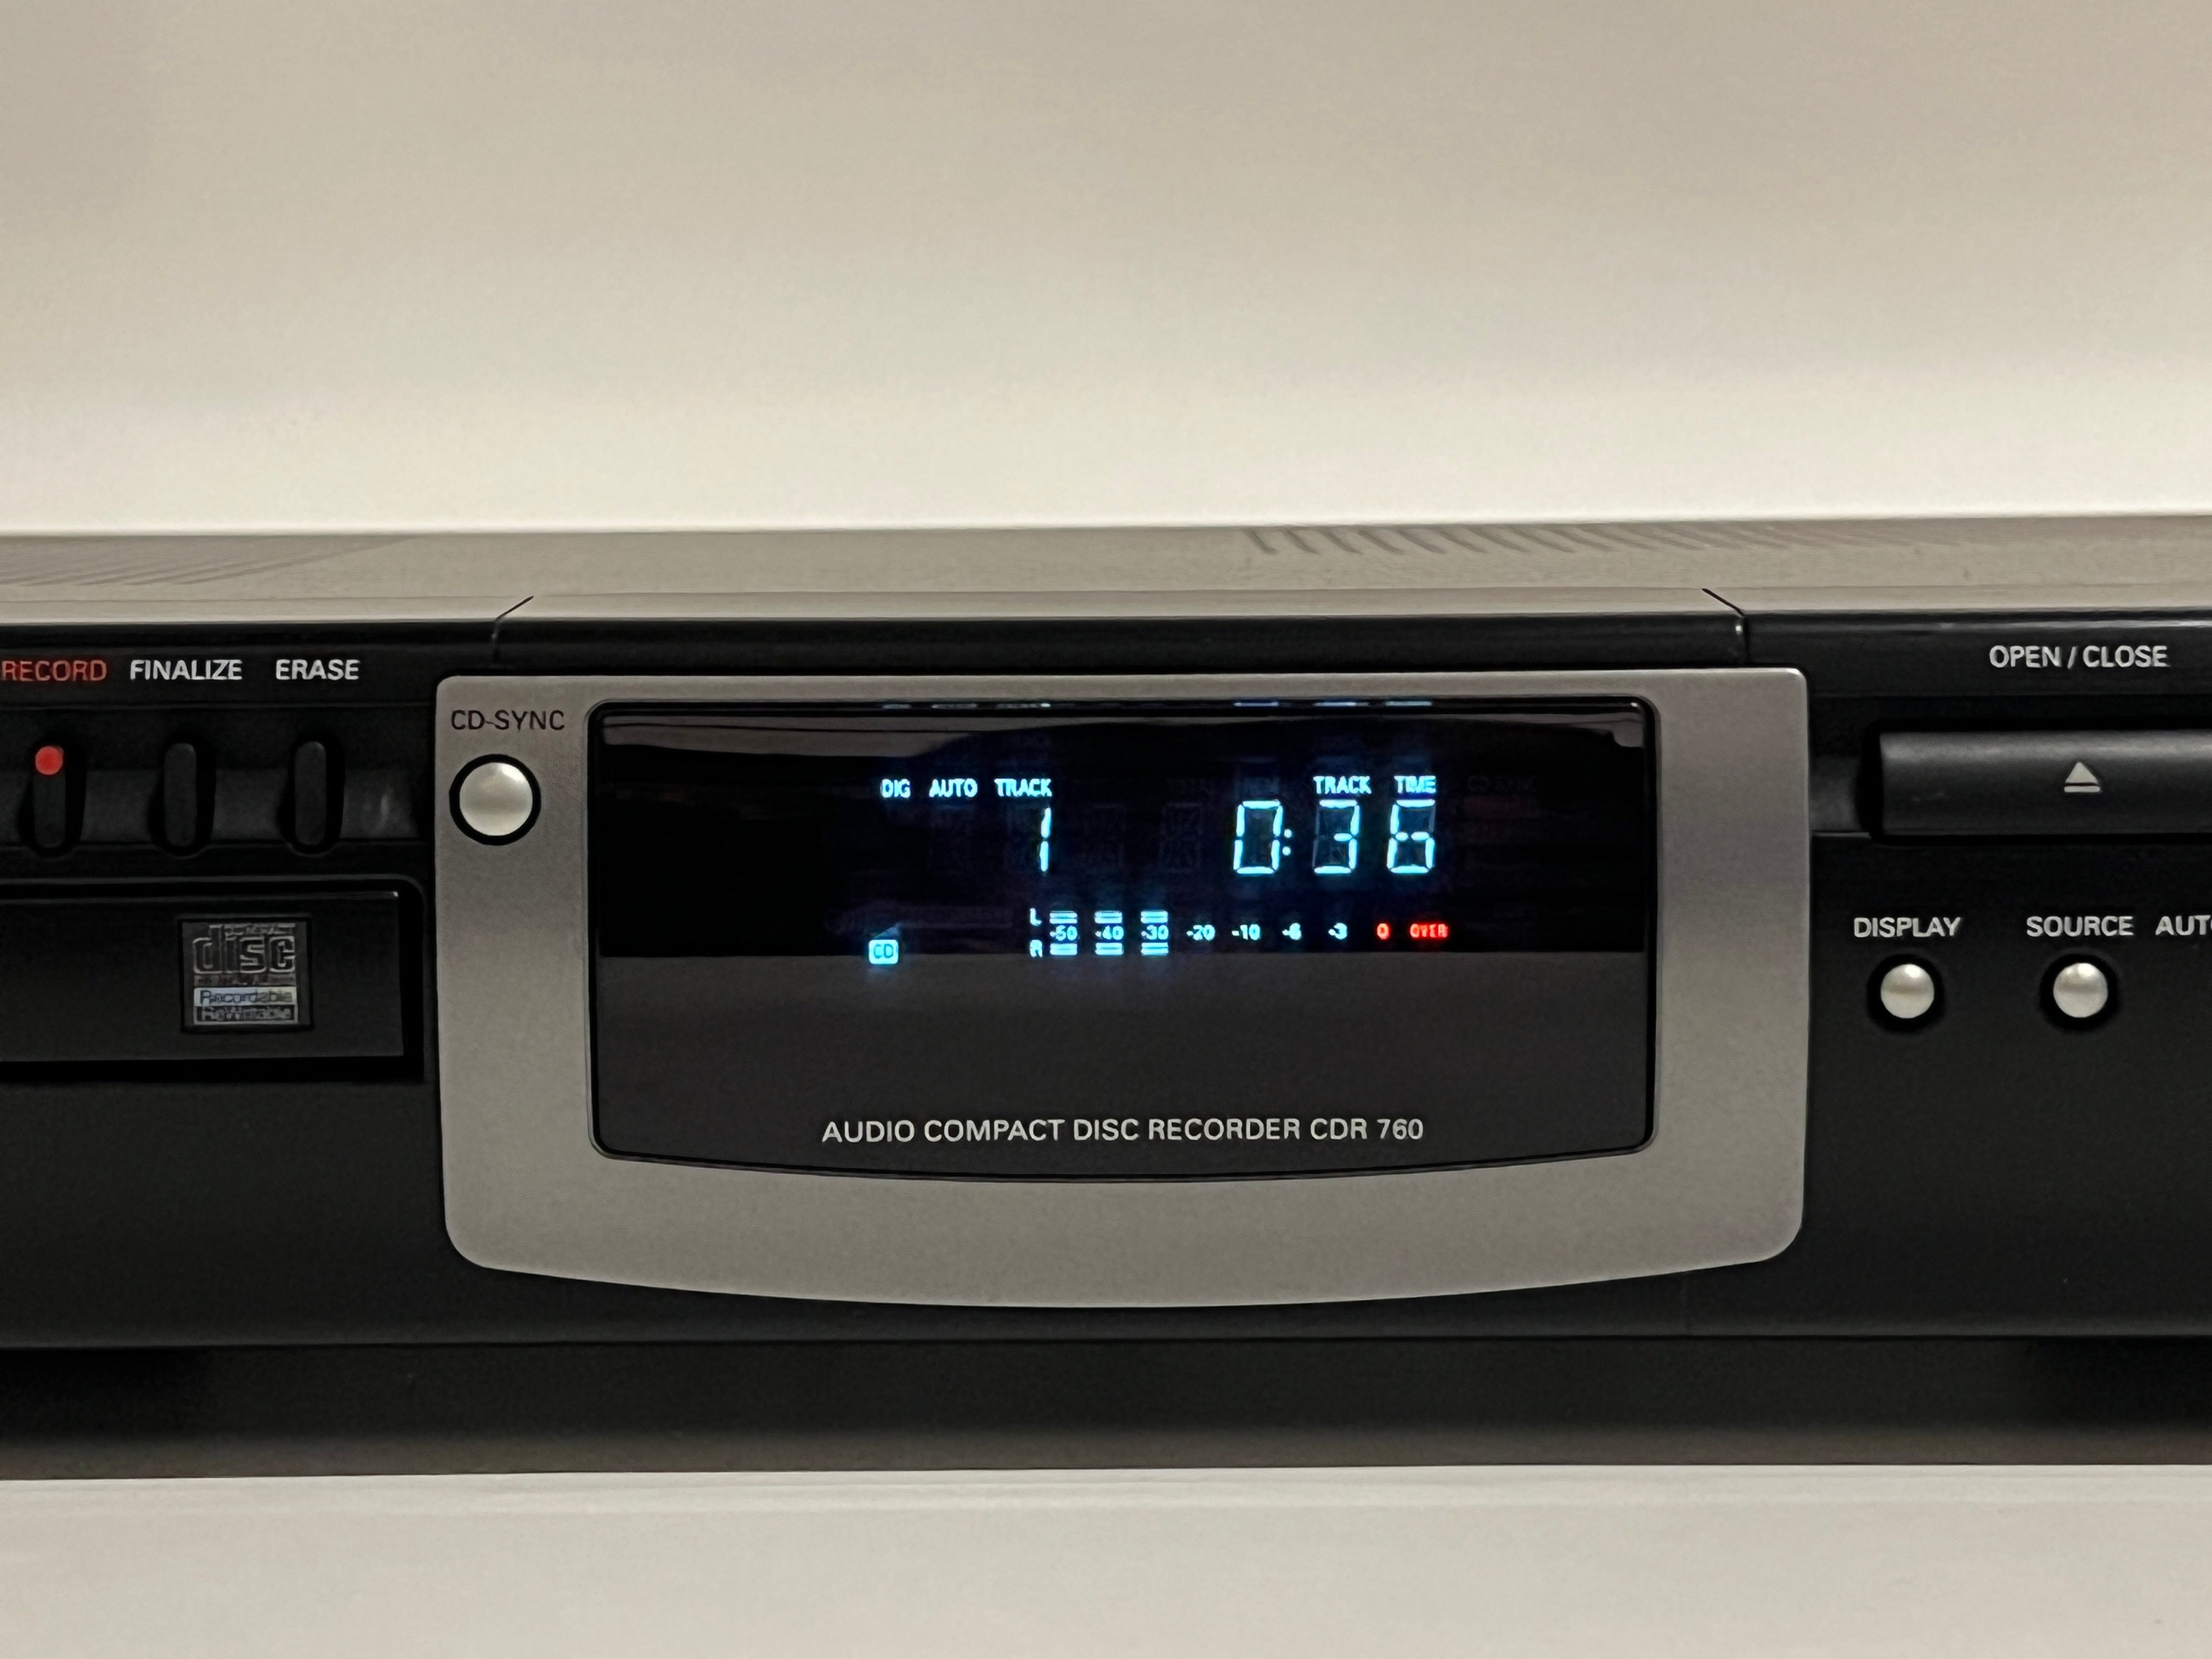 RECORD FINALIZE ERASE
OPEN / CLOSE
CD-SYNC
DIG AUTO TRACK TRACK TIME
1 0:36
L
-50 -40 -30 -20 -10 -6 -3 0 OVER
R
CD
disc
Recordable
ReWritable
DISPLAY SOURCE AUTO
AUDIO COMPACT DISC RECORDER CDR 760